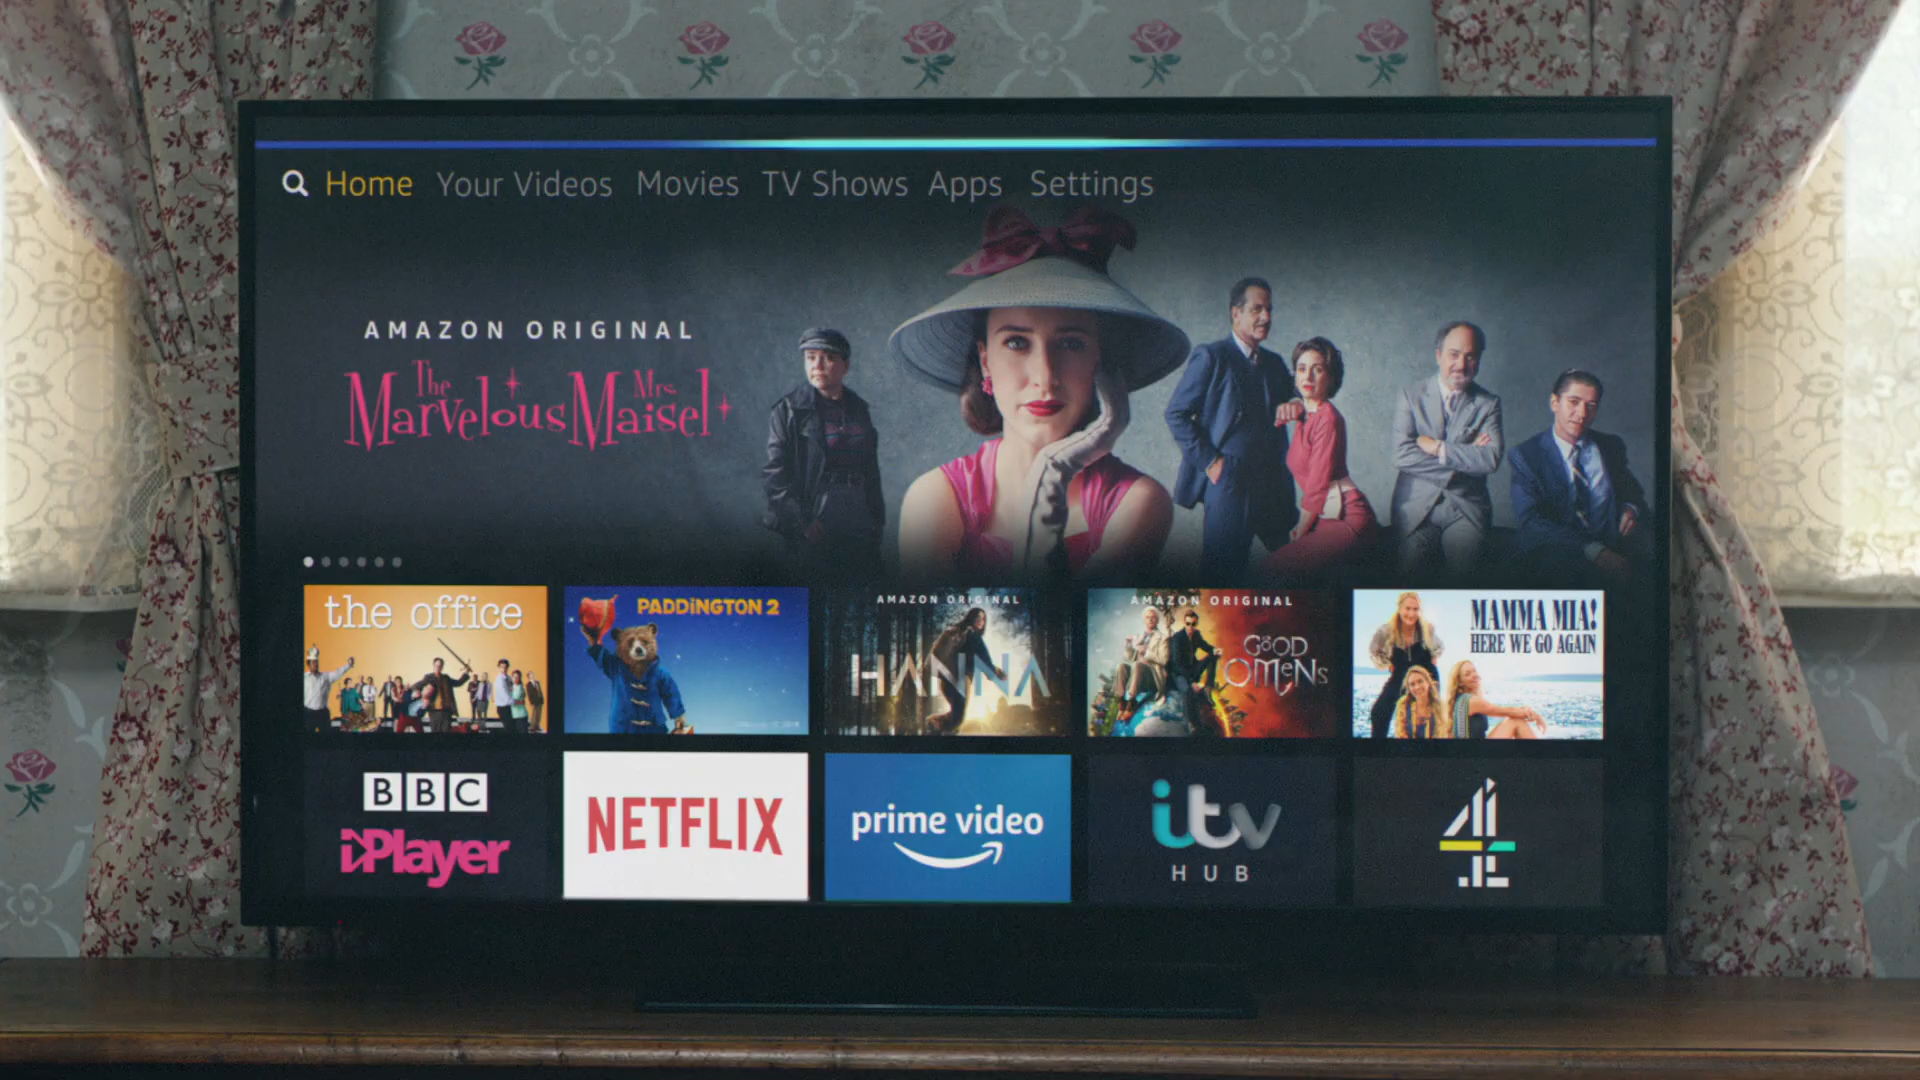 Home Your Videos Movies TV Shows Apps Settings
AMAZON ORIGINAL
The Marvelous Mrs. Maisel
the office
PADDINGTON 2
AMAZON ORIGINAL
HANNA
AMAZON ORIGINAL
GOOD
OMENS
MAMMA MIA!
HERE WE GO AGAIN
BBC
iPlayer
NETFLIX
prime video
itv
HUB
4